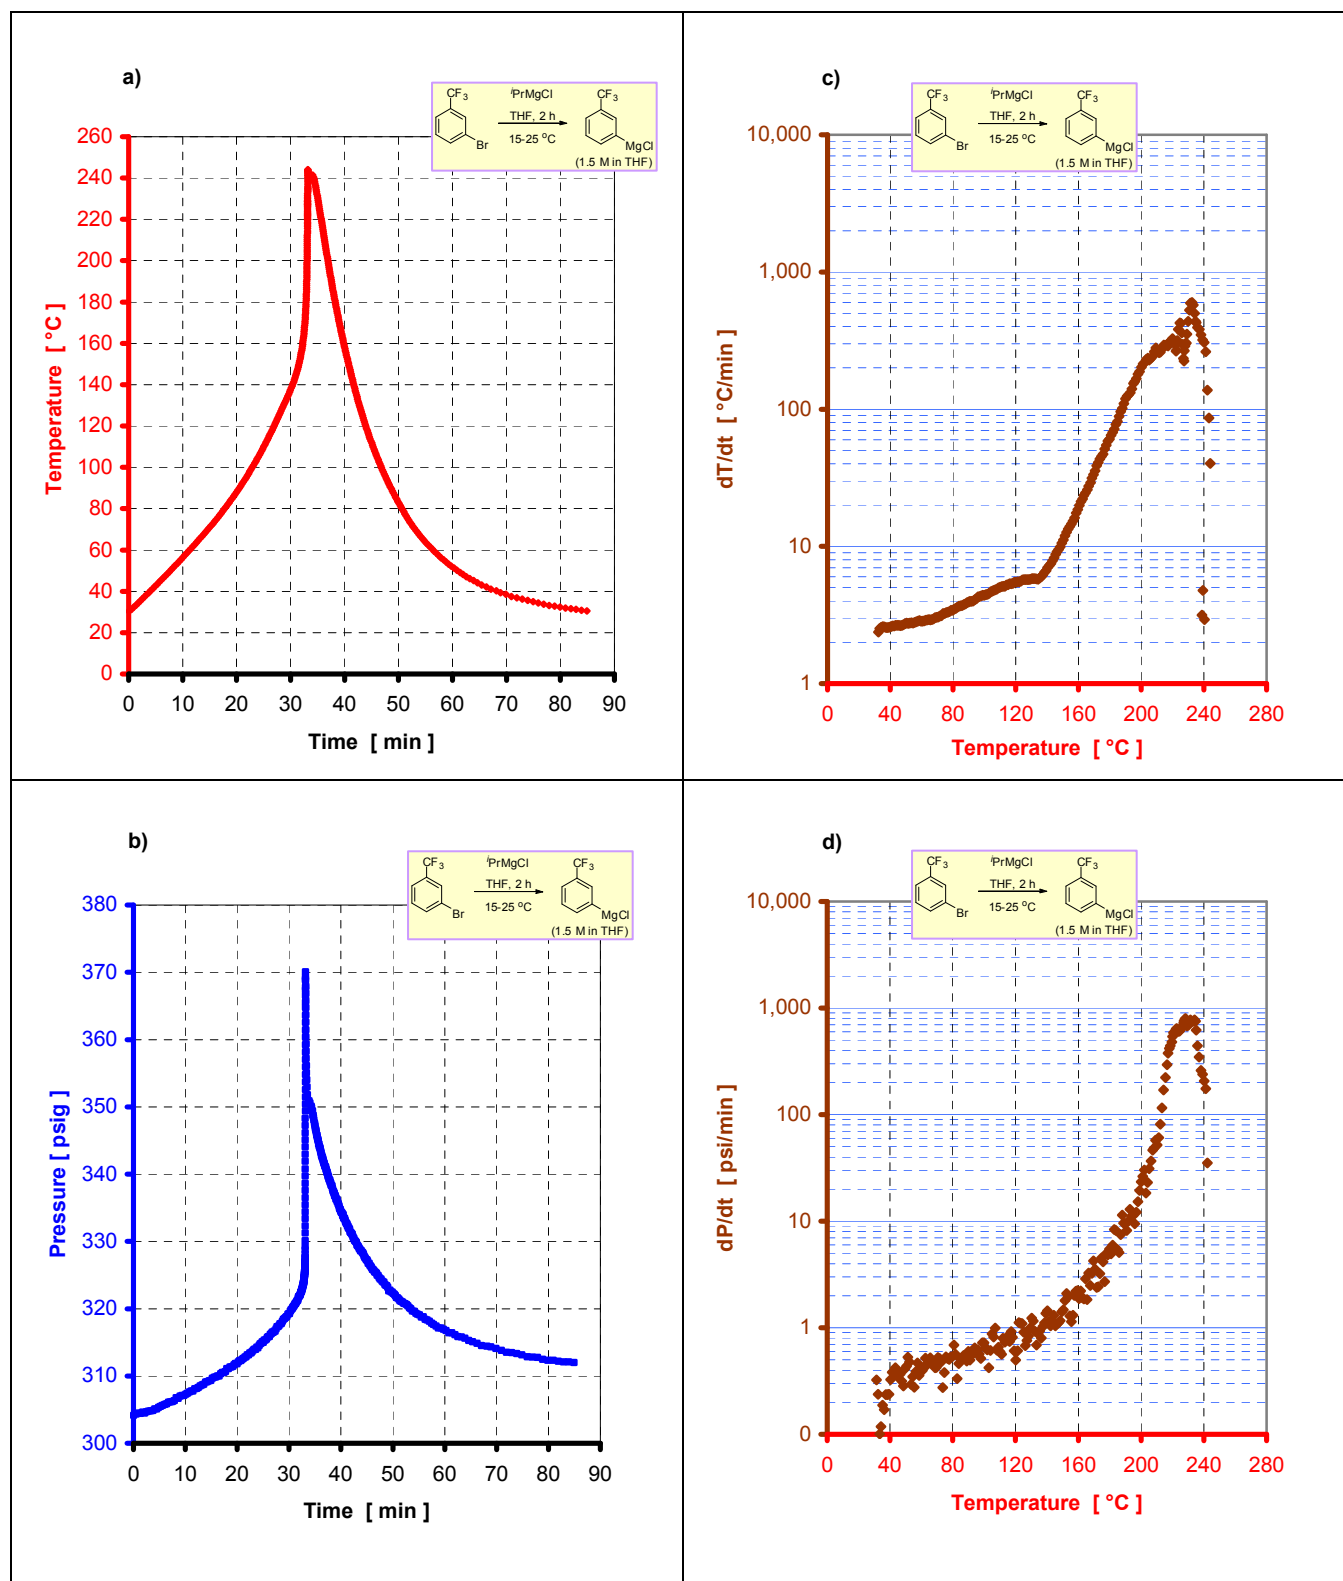 a)
CF3
Br
iPrMgCl
THF, 2 h
15-25 oC
CF3
MgCl
(1.5 M in THF)
260
240
220
200
180
160
140
120
100
80
60
40
20
0
Temperature [ °C ]
0 10 20 30 40 50 60 70 80 90
Time [ min ]
c)
CF3
Br
iPrMgCl
THF, 2 h
15-25 oC
CF3
MgCl
(1.5 M in THF)
10,000
1,000
100
10
1
dT/dt [ °C/min ]
0 40 80 120 160 200 240 280
Temperature [ °C ]
b)
CF3
Br
iPrMgCl
THF, 2 h
15-25 oC
CF3
MgCl
(1.5 M in THF)
380
370
360
350
340
330
320
310
300
Pressure [ psig ]
0 10 20 30 40 50 60 70 80 90
Time [ min ]
d)
CF3
Br
iPrMgCl
THF, 2 h
15-25 oC
CF3
MgCl
(1.5 M in THF)
10,000
1,000
100
10
1
0
dP/dt [ psi/min ]
0 40 80 120 160 200 240 280
Temperature [ °C ]